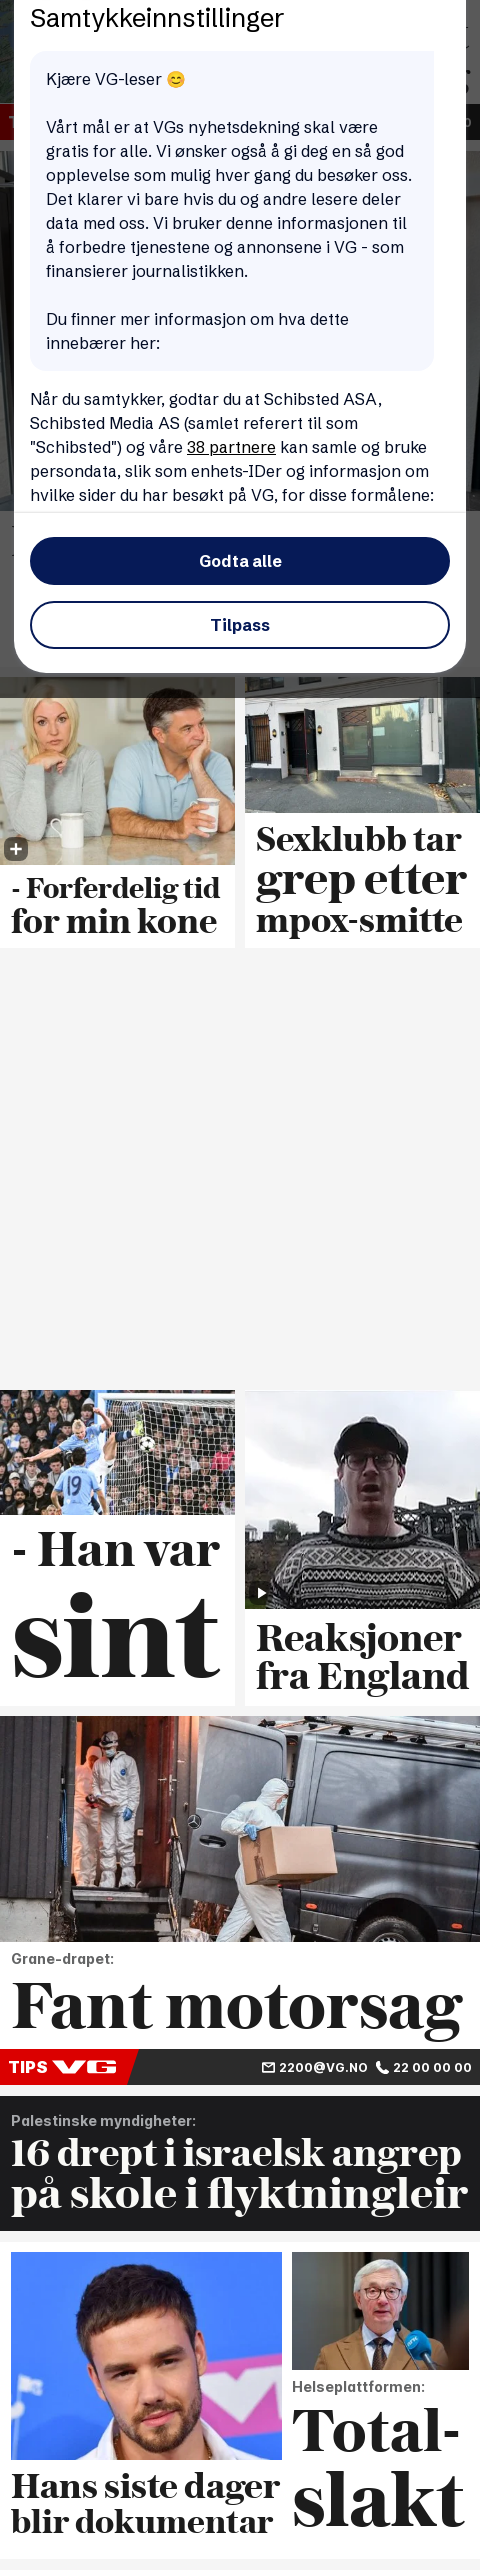 Samtykkeinnstillinger
Kjære VG-leser 😊
Vårt mål er at VGs nyhetsdekning skal være
gratis for alle. Vi ønsker også å gi deg en så god
opplevelse som mulig hver gang du besøker oss.
Det klarer vi bare hvis du og andre lesere deler
data med oss. Vi bruker denne informasjonen til
å forbedre tjenestene og annonsene i VG - som
finansierer journalistikken.
Du finner mer informasjon om hva dette
innebærer her:
Når du samtykker, godtar du at Schibsted ASA,
Schibsted Media AS (samlet referert til som
"Schibsted") og våre 38 partnere kan samle og bruke
persondata, slik som enhets-IDer og informasjon om
hvilke sider du har besøkt på VG, for disse formålene:
Godta alle
Tilpass
- Forferdelig tid
for min kone
Sexklubb tar
grep etter
mpox-smitte
- Han var
sint
Reaksjoner
fra England
Grane-drapet:
Fant motorsag
TIPS VG 2200@VG.NO 22 00 00 00
Palestinske myndigheter:
16 drept i israelsk angrep
på skole i flyktningleir
Hans siste dager
blir dokumentar
Helseplattformen:
Total-
slakt